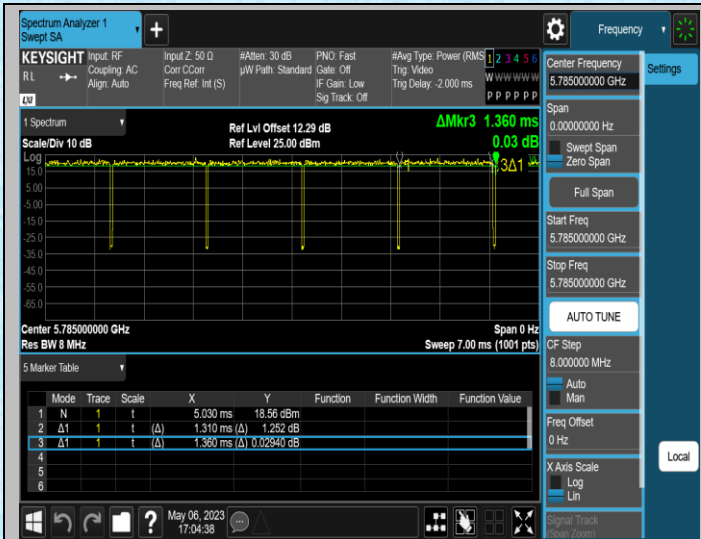 Spectrum Analyzer 1
Swept SA
Frequency
KEYSIGHT
R L
LXI
Input: RF
Coupling: AC
Align: Auto
Input Z: 50 Ω
Corr CCorr
Freq Ref: Int (S)
#Atten: 30 dB
µW Path: Standard
PNO: Fast
Gate: Off
IF Gain: Low
Sig Track: Off
#Avg Type: Power (RMS
Trig: Video
Trig Delay: -2.000 ms
1 2 3 4 5 6
W W W W W W
P P P P P P
1 Spectrum
Scale/Div 10 dB
Ref Lvl Offset 12.29 dB
Ref Level 25.00 dBm
ΔMkr3 1.360 ms
0.03 dB
Log
15.0
5.00
-5.00
-15.0
-25.0
-35.0
-45.0
-55.0
-65.0
1
3Δ1
Center 5.785000000 GHz
Res BW 8 MHz
Span 0 Hz
Sweep 7.00 ms (1001 pts)
5 Marker Table
Mode Trace Scale X Y Function Function Width Function Value
1 N 1 t 5.030 ms 18.56 dBm
2 Δ1 1 t (Δ) 1.310 ms (Δ) 1.252 dB
3 Δ1 1 t (Δ) 1.360 ms (Δ) 0.02940 dB
4
5
6
May 06, 2023
17:04:38
Center Frequency
5.785000000 GHz
Span
0.00000000 Hz
Swept Span
Zero Span
Full Span
Start Freq
5.785000000 GHz
Stop Freq
5.785000000 GHz
AUTO TUNE
CF Step
8.000000 MHz
Auto
Man
Freq Offset
0 Hz
X Axis Scale
Log
Lin
Signal Track
(Span Zoom)
Settings
Local